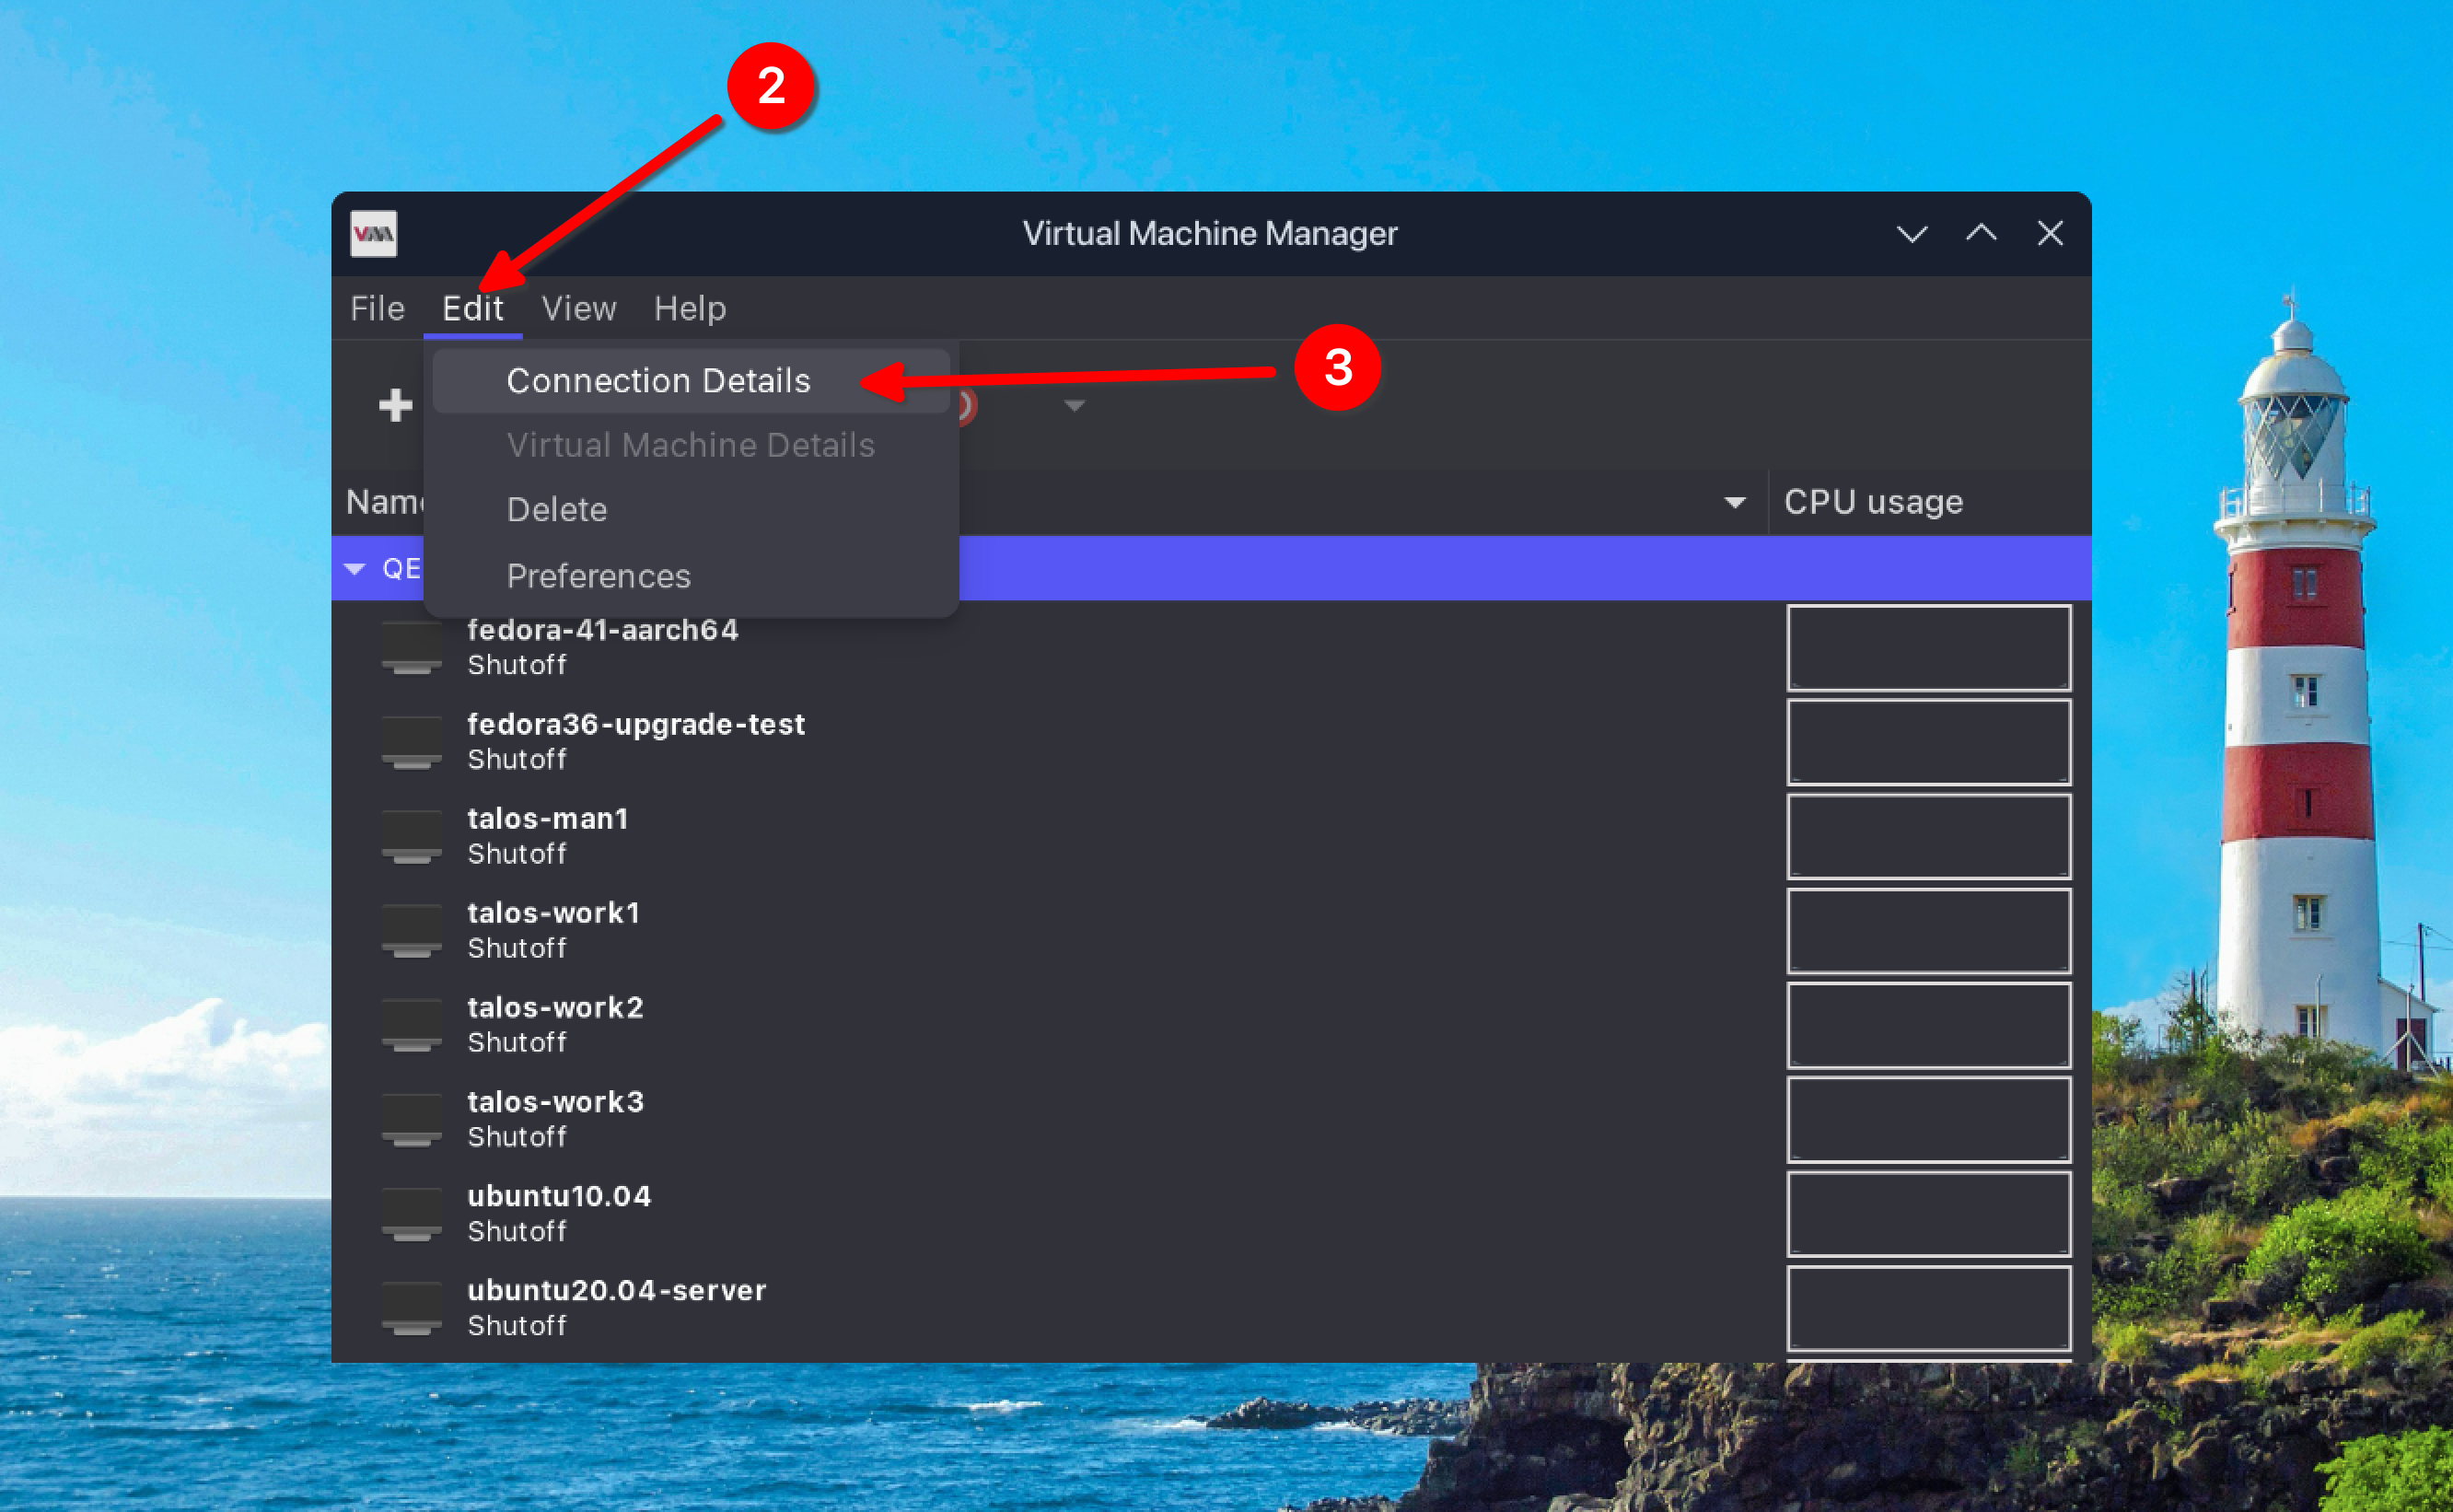 2
VMM
Virtual Machine Manager
File Edit View Help
3
Connection Details
Virtual Machine Details
Delete
Preferences
Name
CPU usage
QE
fedora-41-aarch64
Shutoff
fedora36-upgrade-test
Shutoff
talos-man1
Shutoff
talos-work1
Shutoff
talos-work2
Shutoff
talos-work3
Shutoff
ubuntu10.04
Shutoff
ubuntu20.04-server
Shutoff